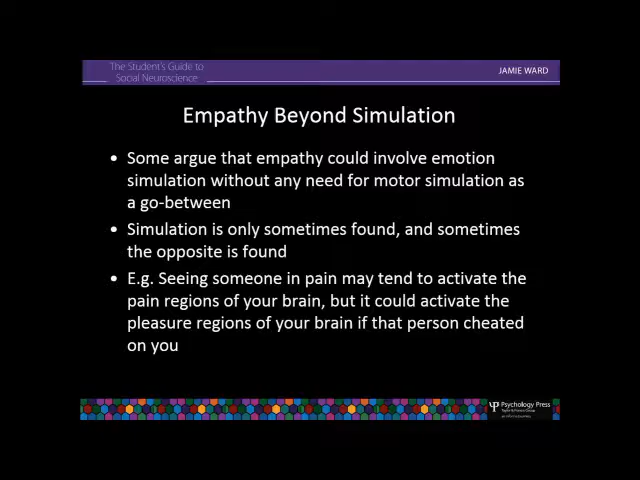 The Student's Guide to
Social Neuroscience
JAMIE WARD
Empathy Beyond Simulation
• Some argue that empathy could involve emotion
simulation without any need for motor simulation as
a go-between
• Simulation is only sometimes found, and sometimes
the opposite is found
• E.g. Seeing someone in pain may tend to activate the
pain regions of your brain, but it could activate the
pleasure regions of your brain if that person cheated
on you
Psychology Press
Taylor & Francis Group